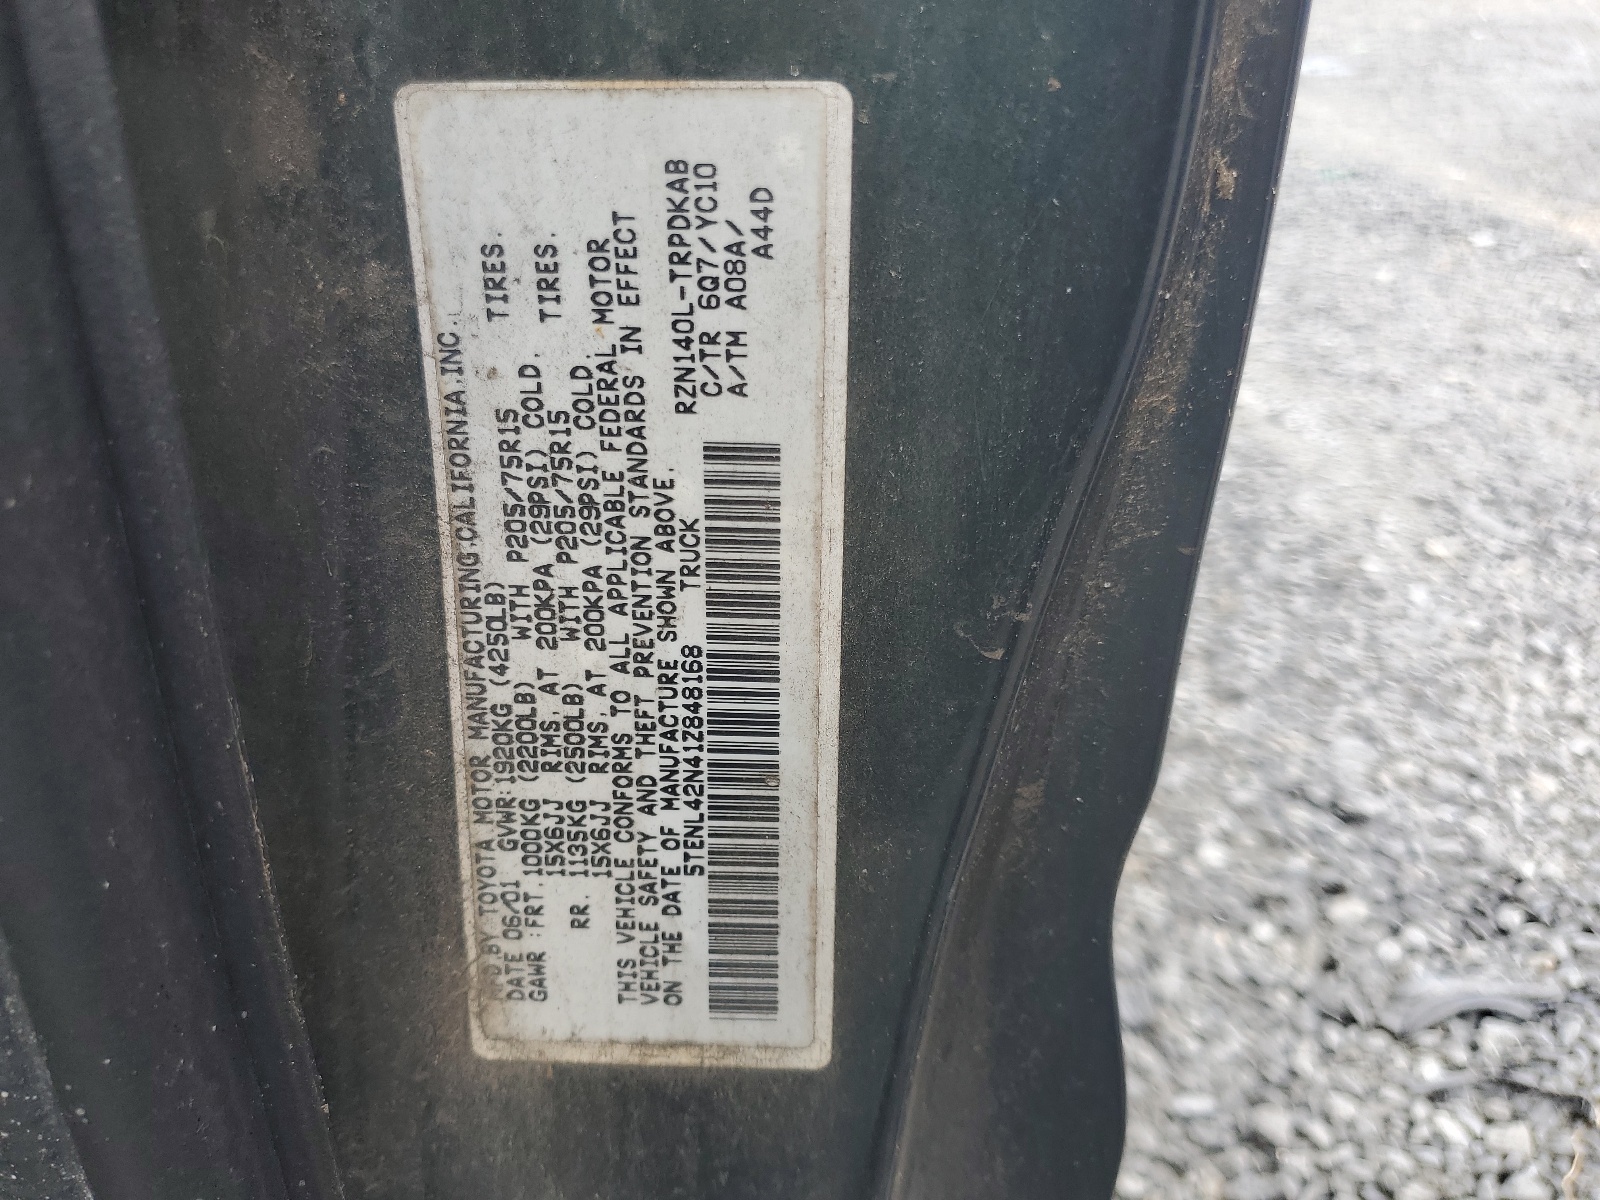 MFD.BY TOYOTA MOTOR MANUFACTURING,CALIFORNIA,INC.
DATE 06/01 GVWR:1920KG (4250LB)
GAWR :FRT.1000KG (2200LB) WITH P205/75R15 TIRES.
15X6JJ RIMS, AT 200KPA (29PSI) COLD.
RR. 1135KG (2500LB) WITH P205/75R15 TIRES.
15X6JJ RIMS, AT 200KPA (29PSI) COLD.
THIS VEHICLE CONFORMS TO ALL APPLICABLE FEDERAL MOTOR
VEHICLE SAFETY AND THEFT PREVENTION STANDARDS IN EFFECT
ON THE DATE OF MANUFACTURE SHOWN ABOVE.
5TENL42N41Z848168 TRUCK
RZN140L-TRPDKAB
C/TR 6Q7/YC10
A/TM A08A/
A44D